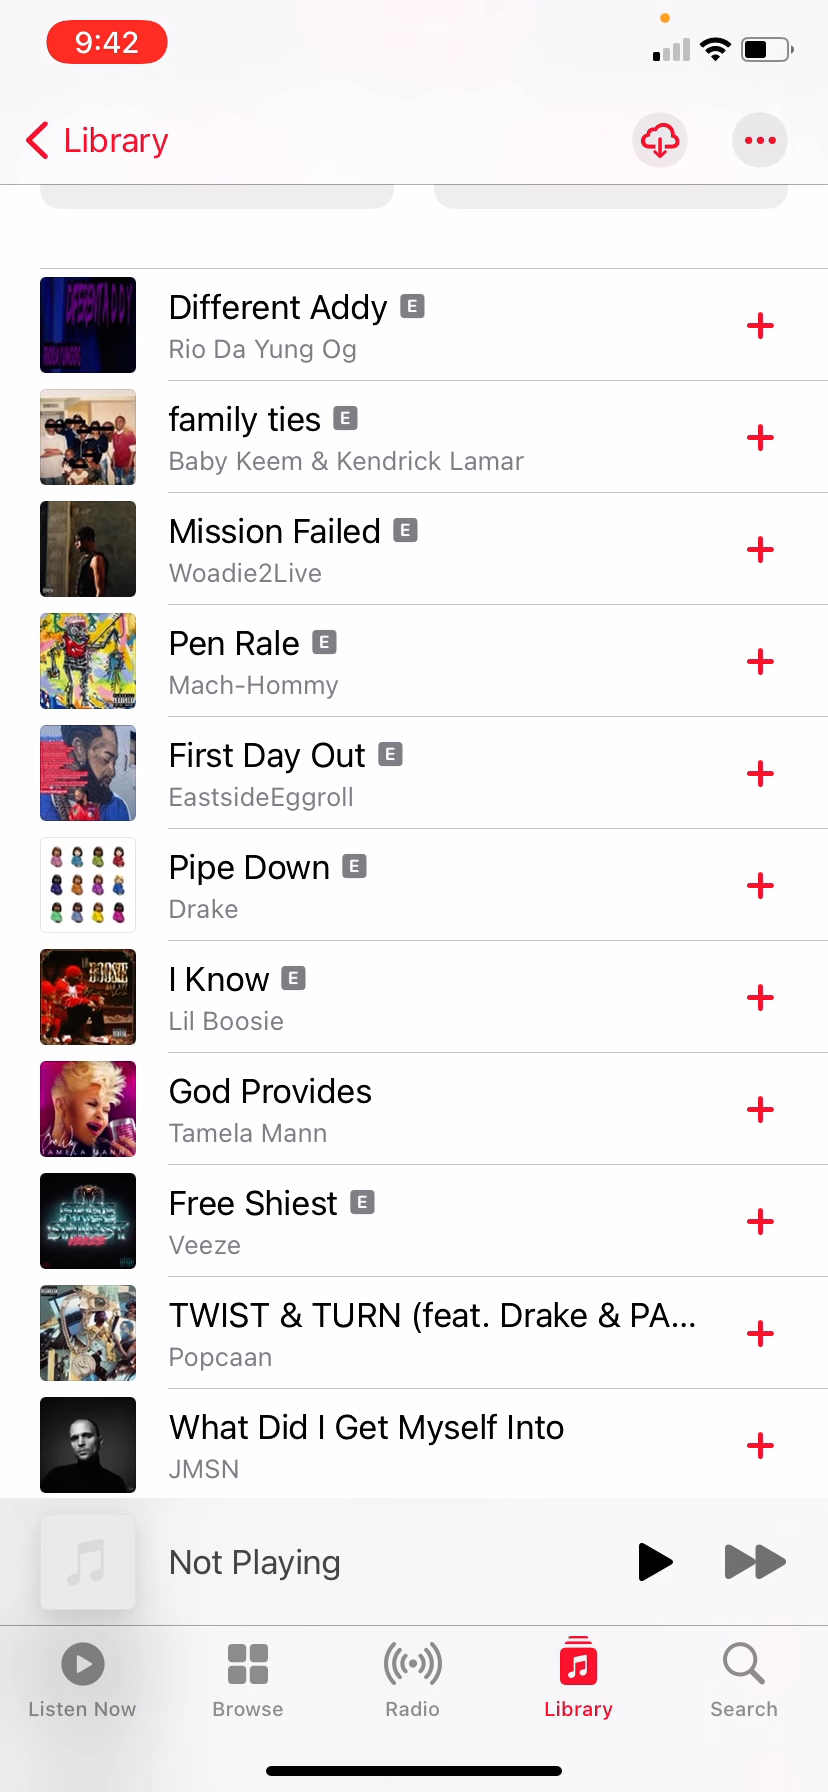 9:42
Library
Different Addy E
Rio Da Yung Og
family ties E
Baby Keem & Kendrick Lamar
Mission Failed E
Woadie2Live
Pen Rale E
Mach-Hommy
First Day Out E
EastsideEggroll
Pipe Down E
Drake
I Know E
Lil Boosie
God Provides
Tamela Mann
Free Shiest E
Veeze
TWIST & TURN (feat. Drake & PA...
Popcaan
What Did I Get Myself Into
JMSN
Not Playing
Listen Now
Browse
Radio
Library
Search